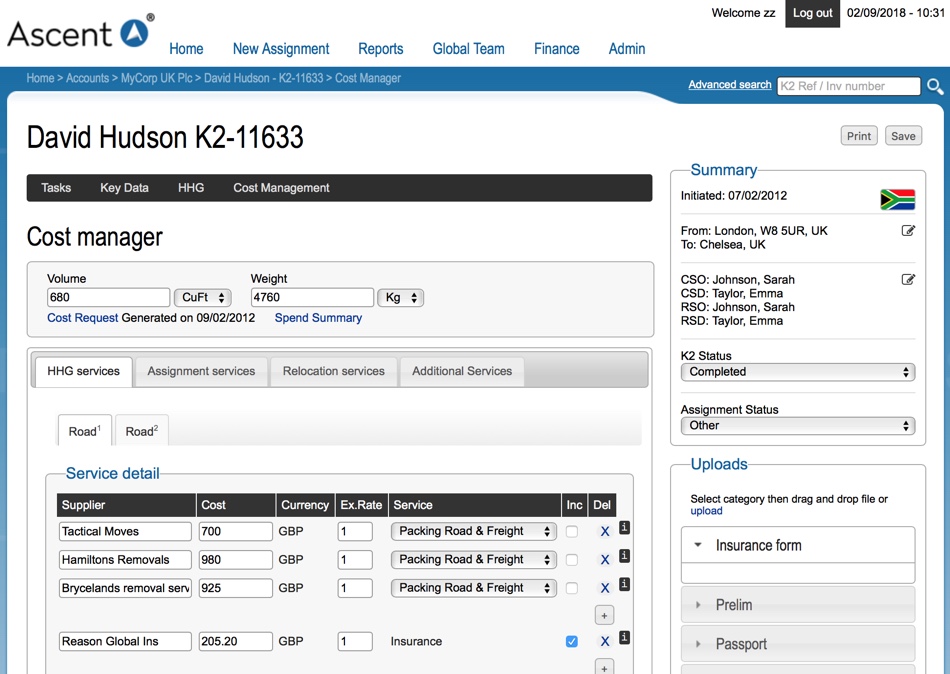 Welcome zz Log out 02/09/2018 - 10:31
Ascent®
Home New Assignment Reports Global Team Finance Admin
Home > Accounts > MyCorp UK Plc > David Hudson - K2-11633 > Cost Manager
Advanced search K2 Ref / Inv number
David Hudson K2-11633
Print Save
Tasks Key Data HHG Cost Management
Cost manager
Volume Weight
680 CuFt 4760 Kg
Cost Request Generated on 09/02/2012 Spend Summary
HHG services Assignment services Relocation services Additional Services
Road1 Road2
Service detail
Supplier Cost Currency Ex.Rate Service Inc Del
Tactical Moves 700 GBP 1 Packing Road & Freight X i
Hamiltons Removals 980 GBP 1 Packing Road & Freight X i
Brycelands removal serv 925 GBP 1 Packing Road & Freight X i
+
Reason Global Ins 205.20 GBP 1 Insurance X i
+
Summary
Initiated: 07/02/2012
From: London, W8 5UR, UK
To: Chelsea, UK
CSO: Johnson, Sarah
CSD: Taylor, Emma
RSO: Johnson, Sarah
RSD: Taylor, Emma
K2 Status
Completed
Assignment Status
Other
Uploads
Select category then drag and drop file or
upload
Insurance form
Prelim
Passport